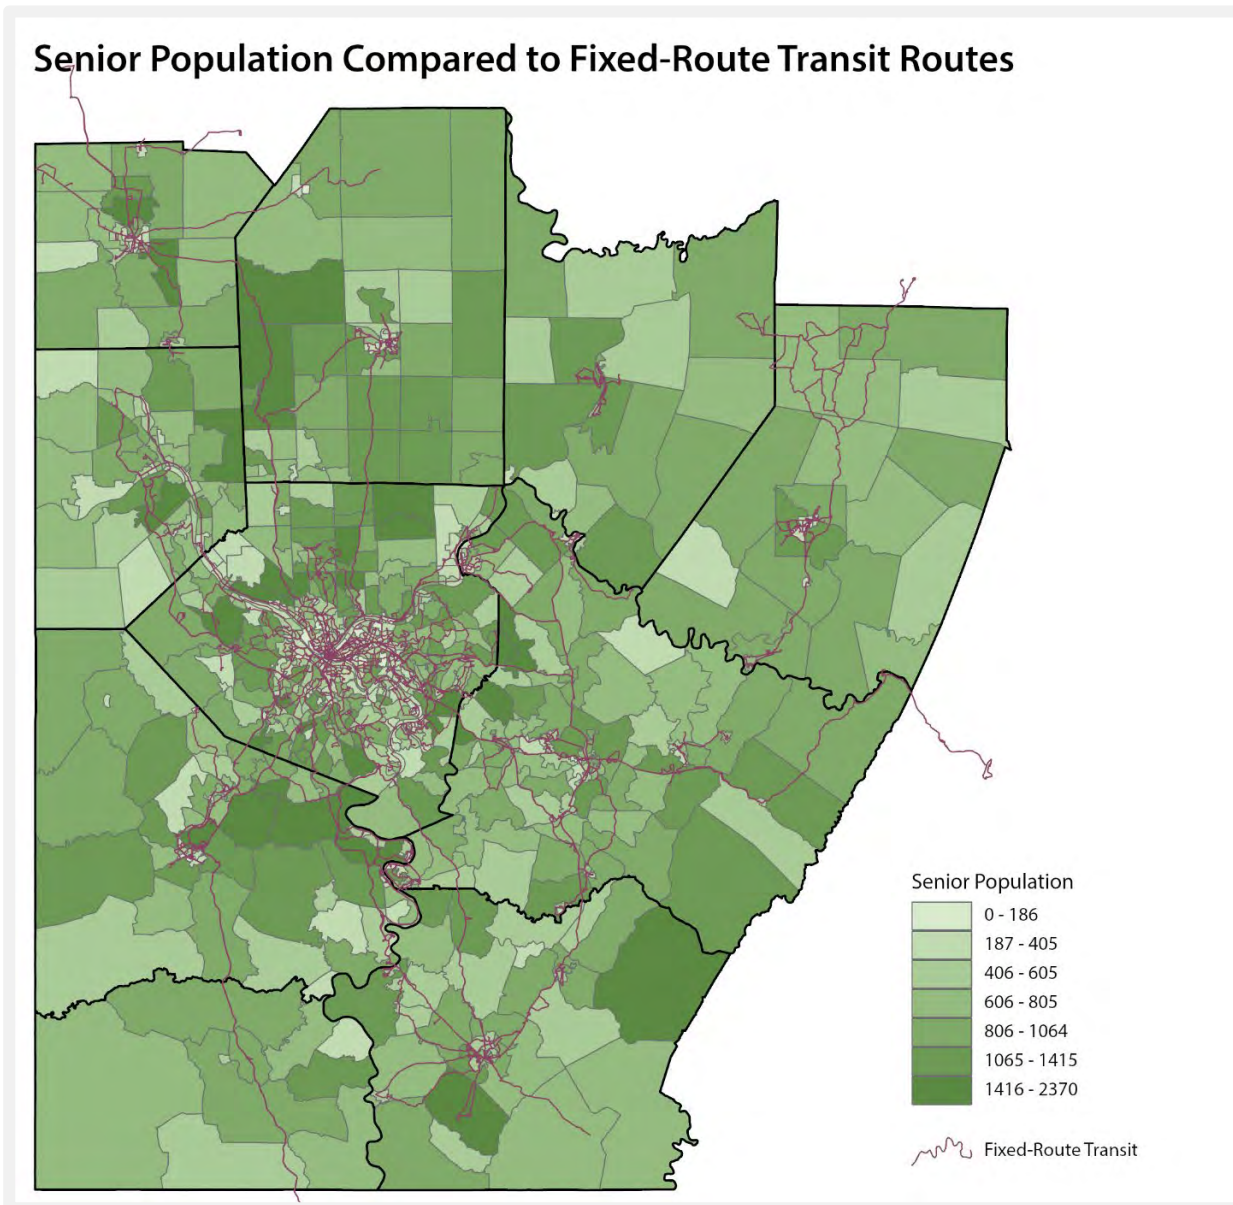 Senior Population Compared to Fixed-Route Transit Routes
Senior Population
0 - 186
187 - 405
406 - 605
606 - 805
806 - 1064
1065 - 1415
1416 - 2370
Fixed-Route Transit